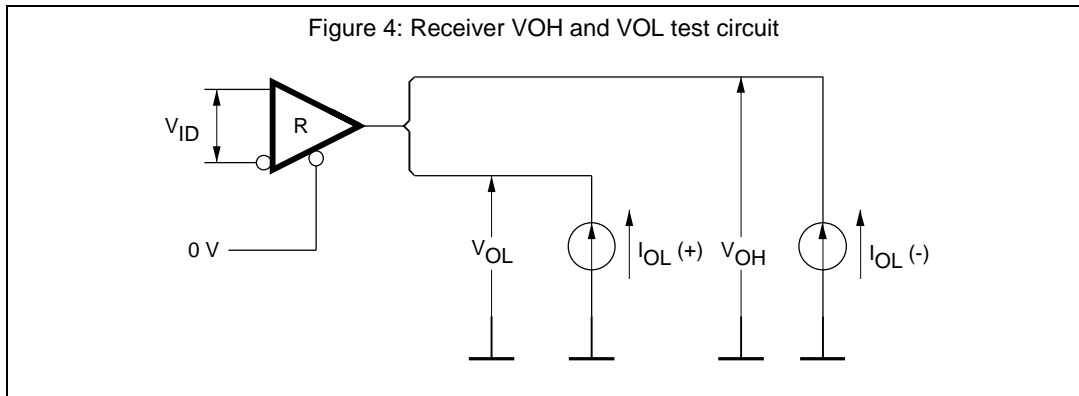 Figure 4: Receiver VOH and VOL test circuit
VID
R
0 V
VOL
IOL (+)
VOH
IOL (-)